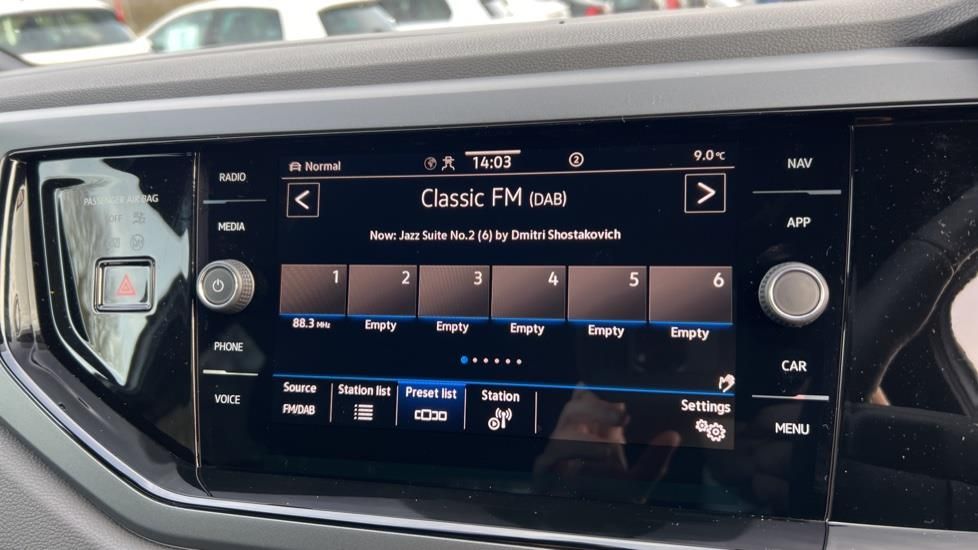 Normal 14:03 2 9.0°C
Classic FM (DAB)
Now: Jazz Suite No.2 (6) by Dmitri Shostakovich
1 2 3 4 5 6
88.3 MHz Empty Empty Empty Empty Empty
Source Station list Preset list Station Settings
FM/DAB
RADIO
MEDIA
PHONE
VOICE
NAV
APP
CAR
MENU
PASSENGER AIR BAG
OFF